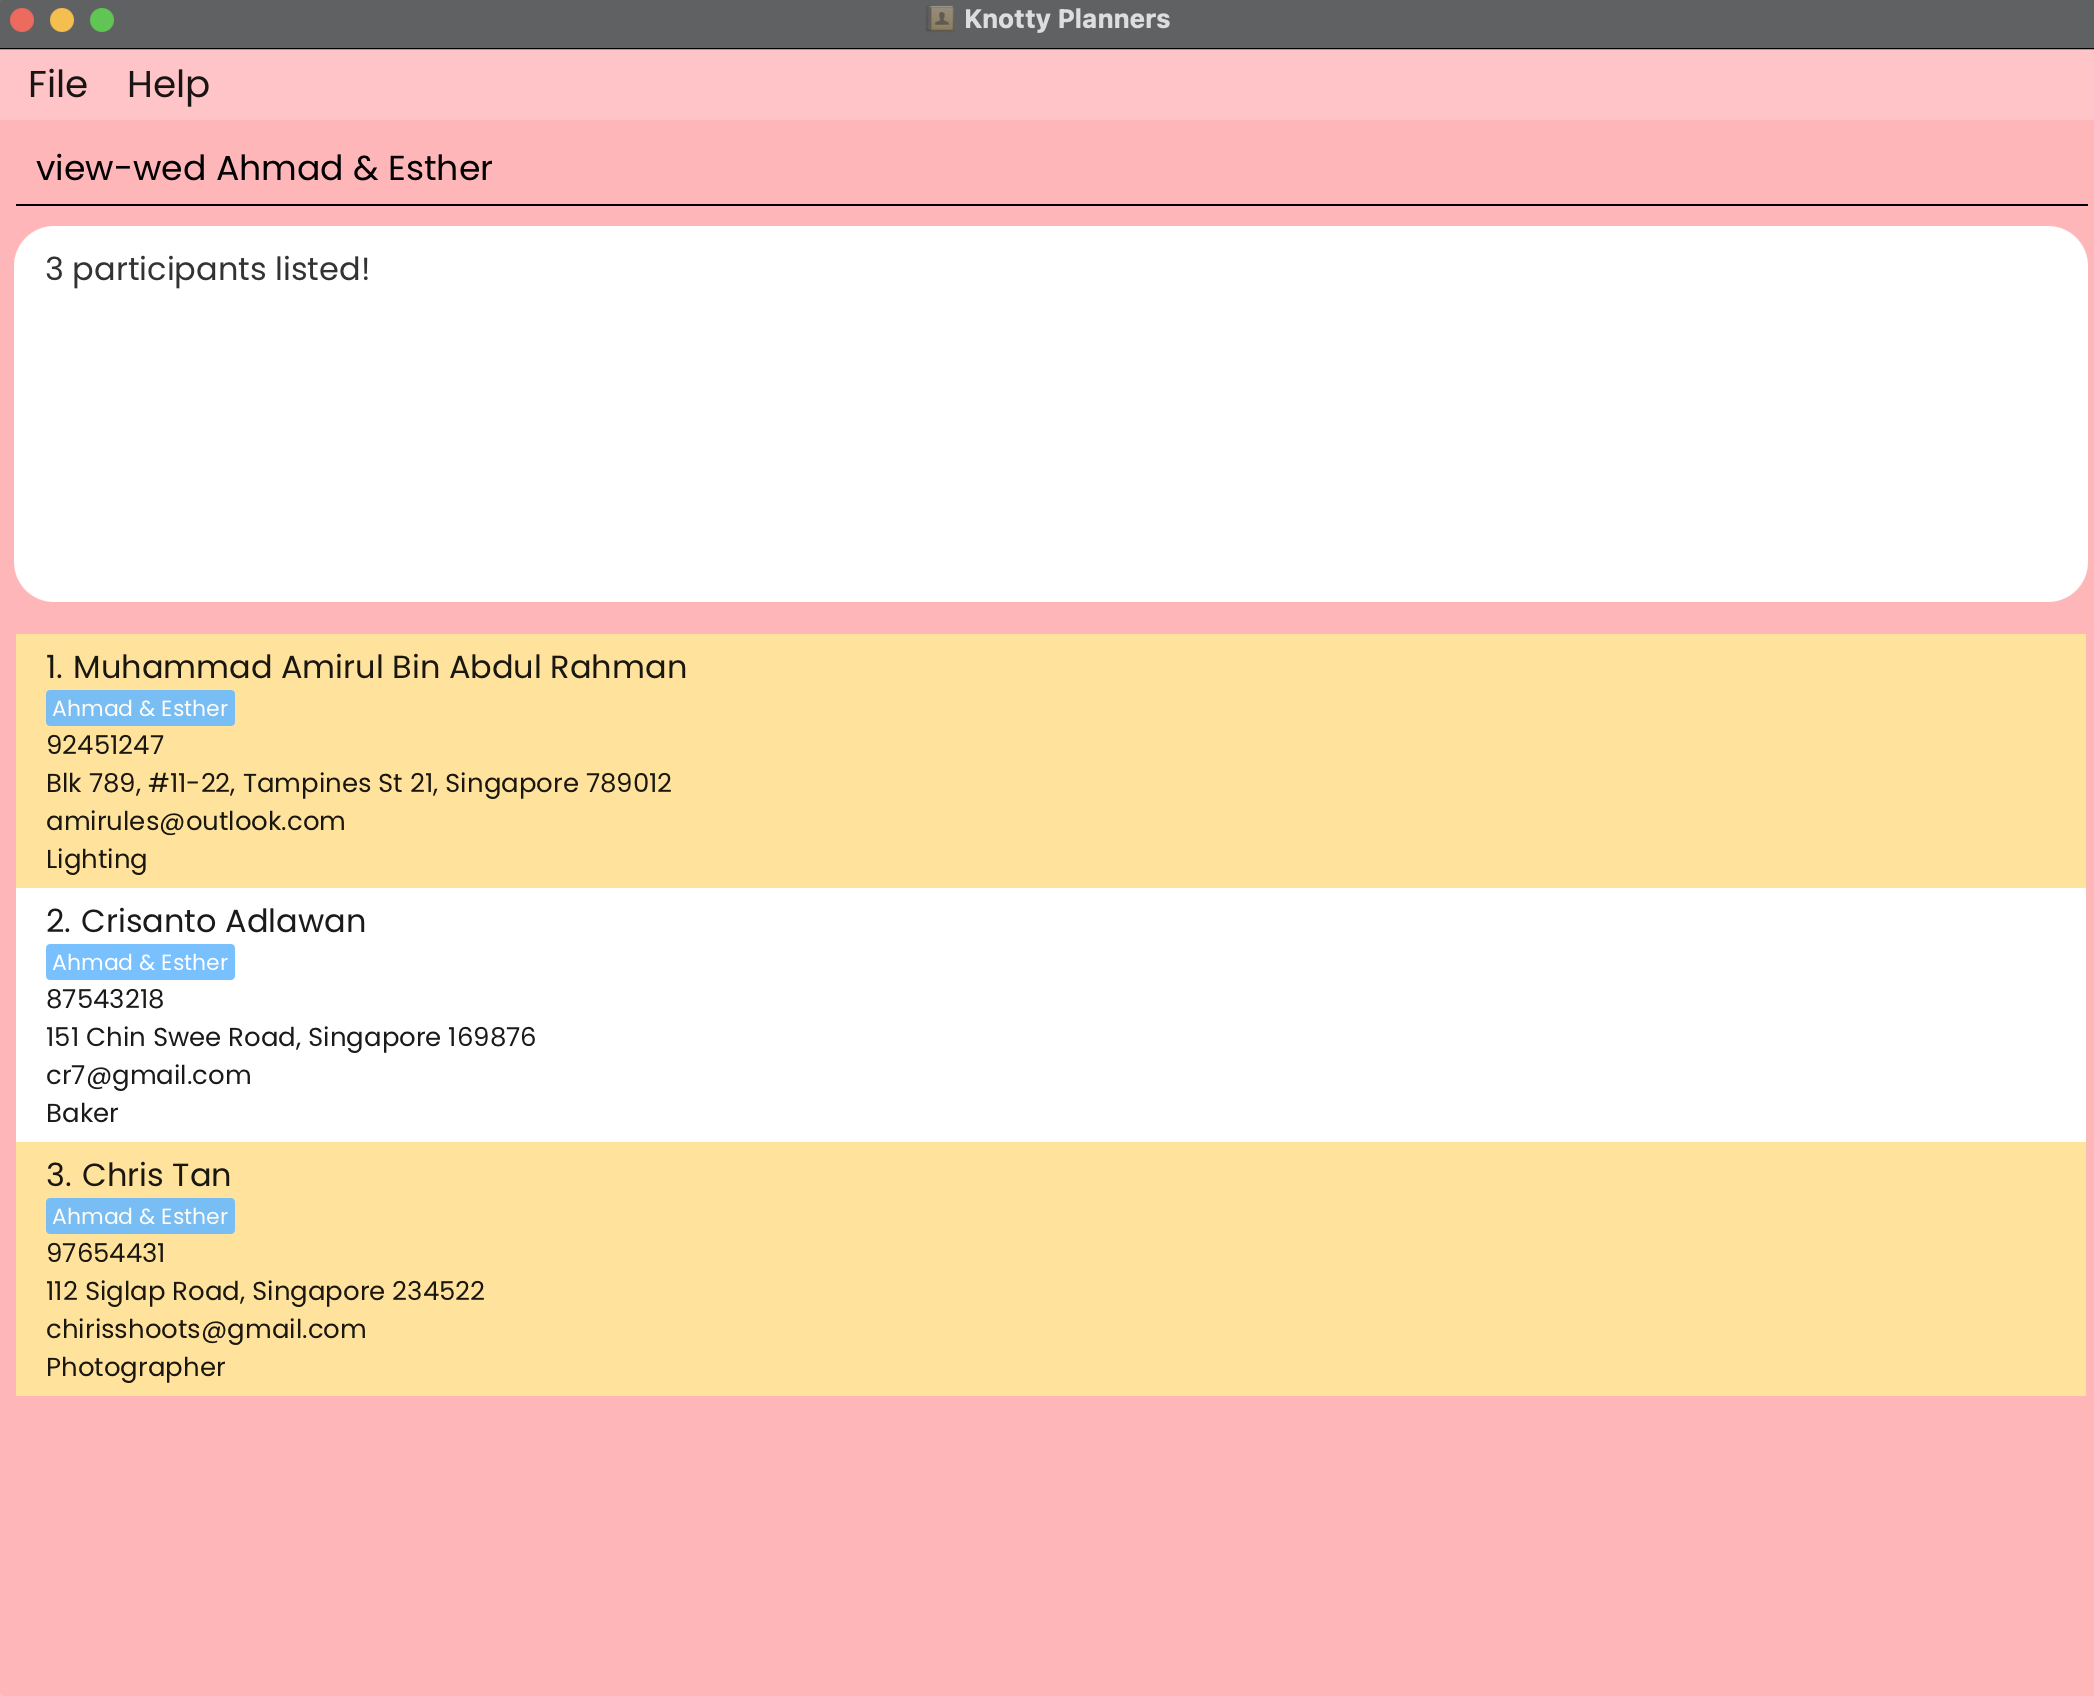 Knotty Planners
File Help
view-wed Ahmad & Esther
3 participants listed!
1. Muhammad Amirul Bin Abdul Rahman
Ahmad & Esther
92451247
Blk 789, #11-22, Tampines St 21, Singapore 789012
amirules@outlook.com
Lighting
2. Crisanto Adlawan
Ahmad & Esther
87543218
151 Chin Swee Road, Singapore 169876
cr7@gmail.com
Baker
3. Chris Tan
Ahmad & Esther
97654431
112 Siglap Road, Singapore 234522
chirisshoots@gmail.com
Photographer